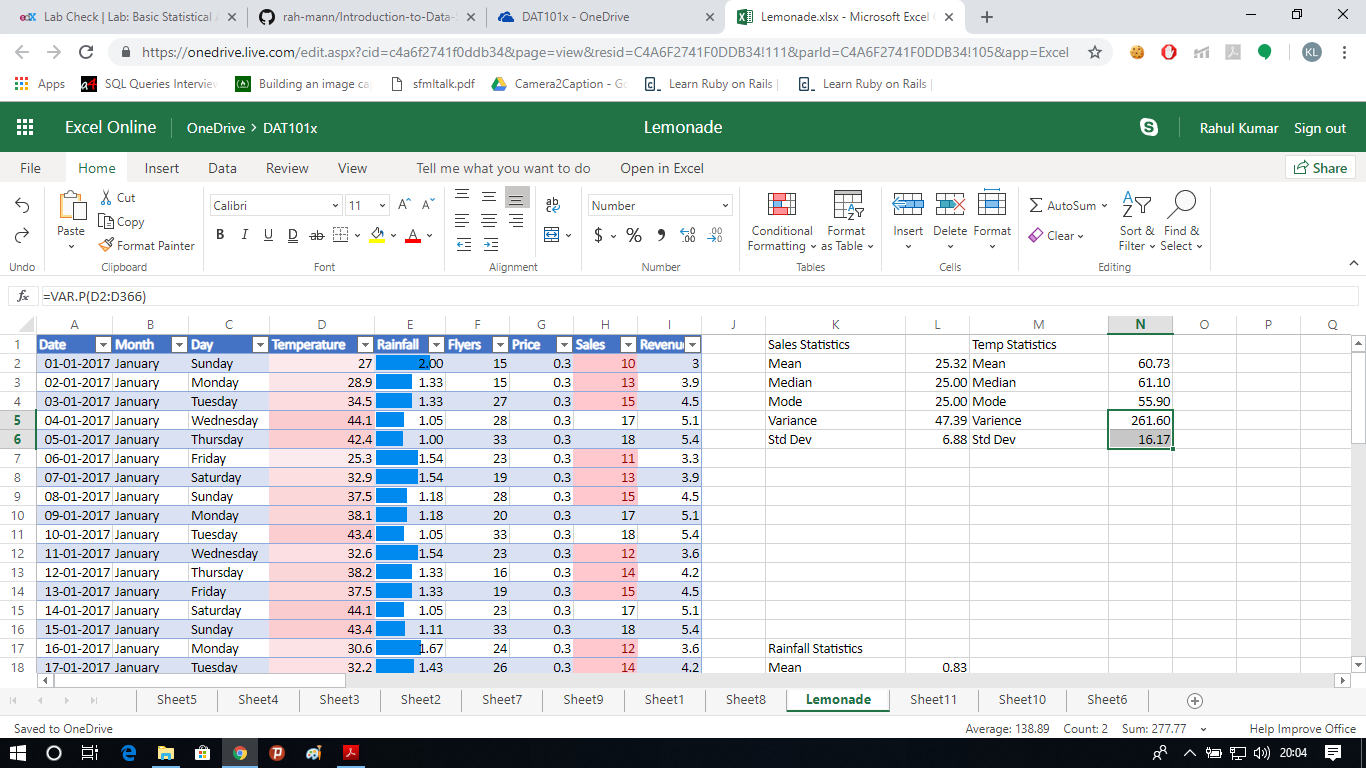 edX Lab Check | Lab: Basic Statistical
rah-mann/Introduction-to-Data-
DAT101x - OneDrive
Lemonade.xlsx - Microsoft Excel
https://onedrive.live.com/edit.aspx?cid=c4a6f2741f0ddb34&page=view&resid=C4A6F2741F0DDB34!111&parId=C4A6F2741F0DDB34!105&app=Excel
KL
Apps
SQL Queries Interview
Building an image ca
sfmltalk.pdf
Camera2Caption - Go
Learn Ruby on Rails |
Learn Ruby on Rails |
Excel Online
OneDrive > DAT101x
Lemonade
Rahul Kumar
Sign out
File Home Insert Data Review View Tell me what you want to do Open in Excel
Share
Paste
Cut
Copy
Format Painter
Calibri 11
B I U D ab A
Number
$ % , .00
Conditional Formatting
Format as Table
Insert Delete Format
AutoSum
Clear
Sort & Filter
Find & Select
Undo Clipboard Font Alignment Number Tables Cells Editing
fx =VAR.P(D2:D366)
A B C D E F G H I J K L M N O P Q
1 Date Month Day Temperature Rainfall Flyers Price Sales Revenu Sales Statistics Temp Statistics
2 01-01-2017 January Sunday 27 2.00 15 0.3 10 3 Mean 25.32 Mean 60.73
3 02-01-2017 January Monday 28.9 1.33 15 0.3 13 3.9 Median 25.00 Median 61.10
4 03-01-2017 January Tuesday 34.5 1.33 27 0.3 15 4.5 Mode 25.00 Mode 55.90
5 04-01-2017 January Wednesday 44.1 1.05 28 0.3 17 5.1 Variance 47.39 Varience 261.60
6 05-01-2017 January Thursday 42.4 1.00 33 0.3 18 5.4 Std Dev 6.88 Std Dev 16.17
7 06-01-2017 January Friday 25.3 1.54 23 0.3 11 3.3
8 07-01-2017 January Saturday 32.9 1.54 19 0.3 13 3.9
9 08-01-2017 January Sunday 37.5 1.18 28 0.3 15 4.5
10 09-01-2017 January Monday 38.1 1.18 20 0.3 17 5.1
11 10-01-2017 January Tuesday 43.4 1.05 33 0.3 18 5.4
12 11-01-2017 January Wednesday 32.6 1.54 23 0.3 12 3.6
13 12-01-2017 January Thursday 38.2 1.33 16 0.3 14 4.2
14 13-01-2017 January Friday 37.5 1.33 19 0.3 15 4.5
15 14-01-2017 January Saturday 44.1 1.05 23 0.3 17 5.1
16 15-01-2017 January Sunday 43.4 1.11 33 0.3 18 5.4
17 16-01-2017 January Monday 30.6 1.67 24 0.3 12 3.6 Rainfall Statistics
18 17-01-2017 January Tuesday 32.2 1.43 26 0.3 14 4.2 Mean 0.83
Sheet5 Sheet4 Sheet3 Sheet2 Sheet7 Sheet9 Sheet1 Sheet8 Lemonade Sheet11 Sheet10 Sheet6
Saved to OneDrive
Average: 138.89 Count: 2 Sum: 277.77
Help Improve Office
20:04